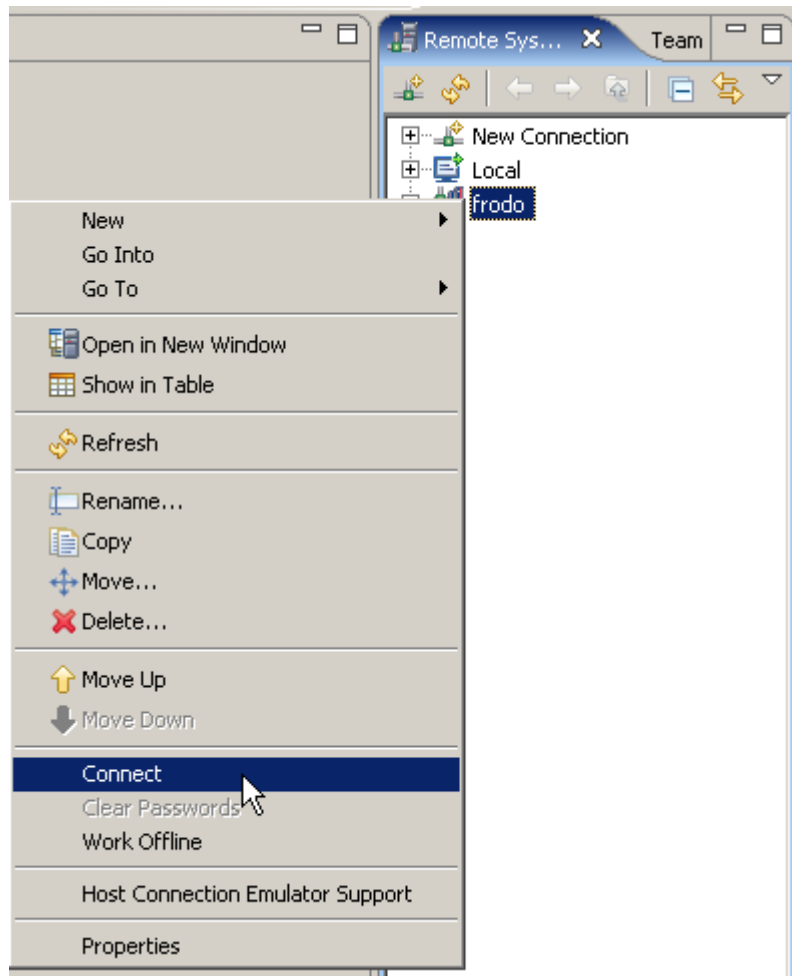 Remote Sys... Team
New Connection
Local
frodo
New
Go Into
Go To
Open in New Window
Show in Table
Refresh
Rename...
Copy
Move...
Delete...
Move Up
Move Down
Connect
Clear Passwords
Work Offline
Host Connection Emulator Support
Properties